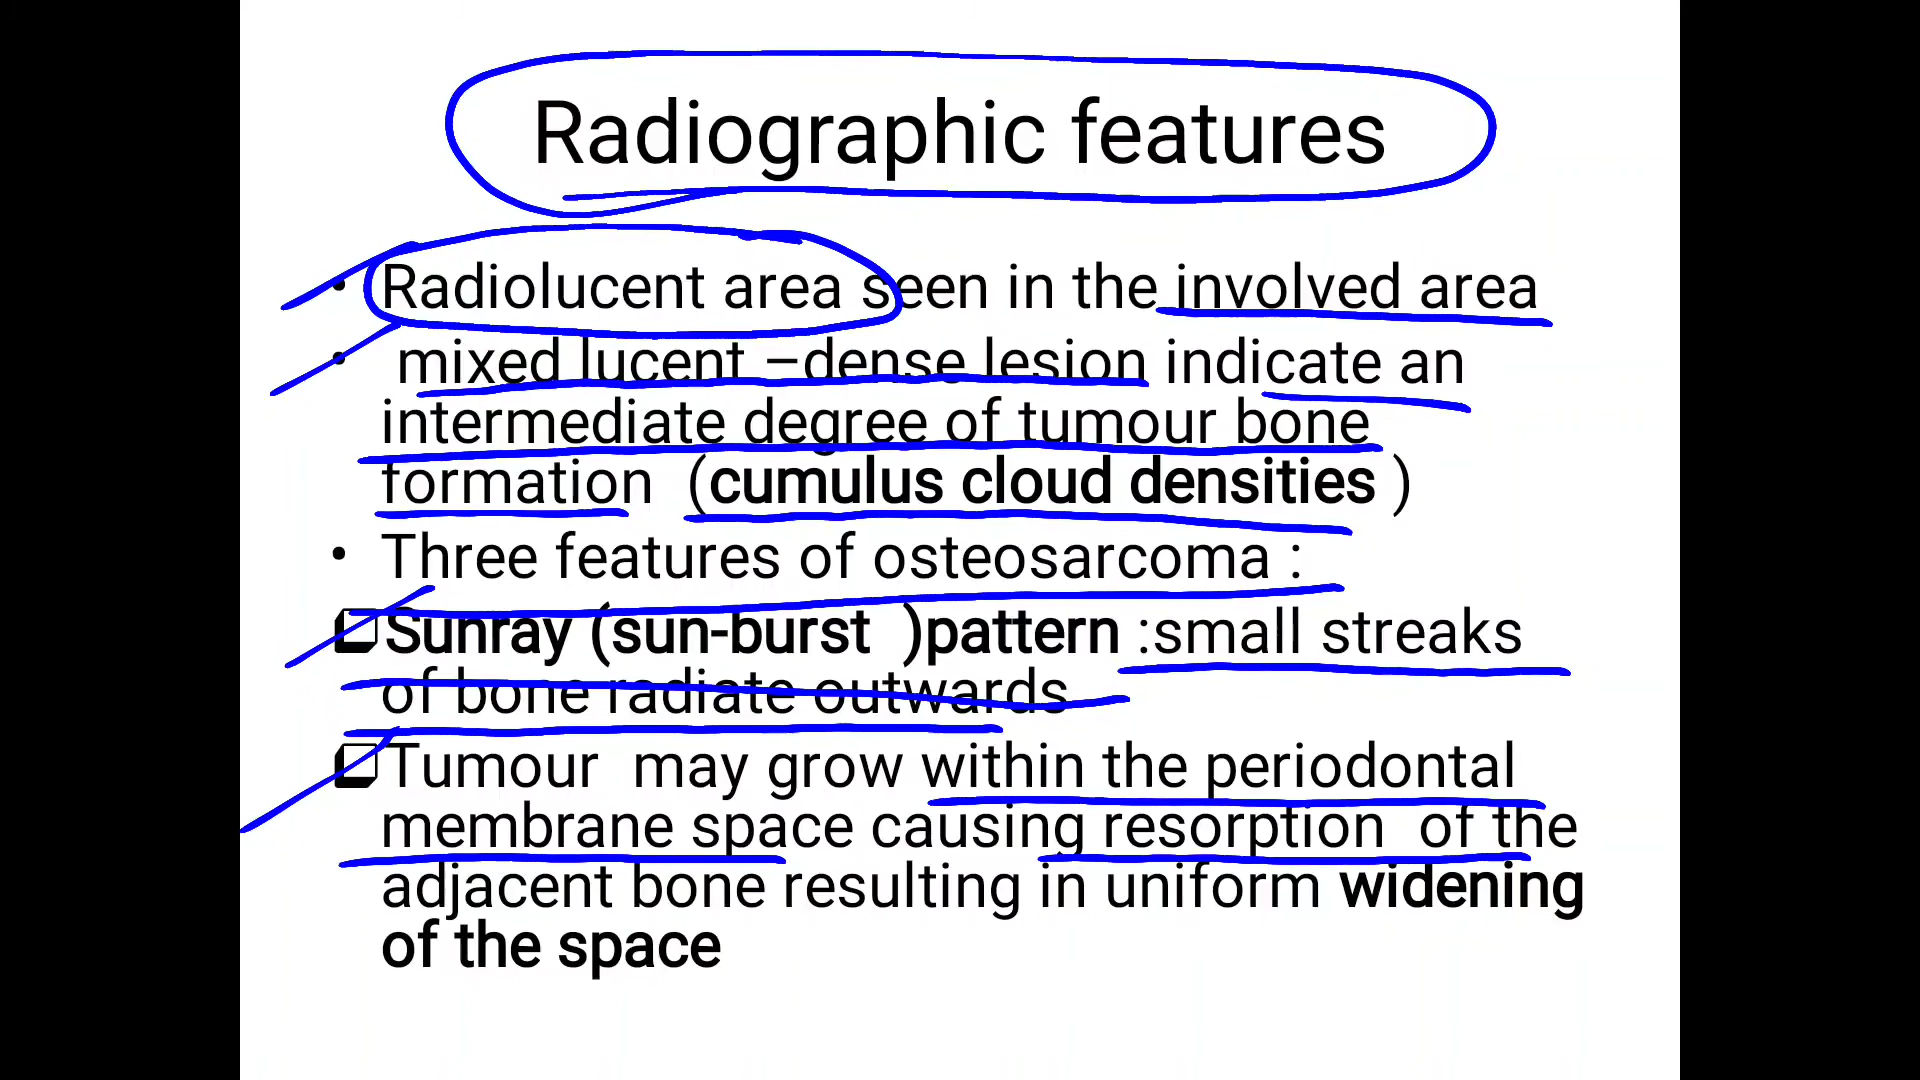 Radiographic features
• Radiolucent area seen in the involved area
• mixed lucent –dense lesion indicate an
intermediate degree of tumour bone
formation (cumulus cloud densities )
• Three features of osteosarcoma :
❑Sunray (sun-burst )pattern :small streaks
of bone radiate outwards
❑Tumour may grow within the periodontal
membrane space causing resorption of the
adjacent bone resulting in uniform widening
of the space